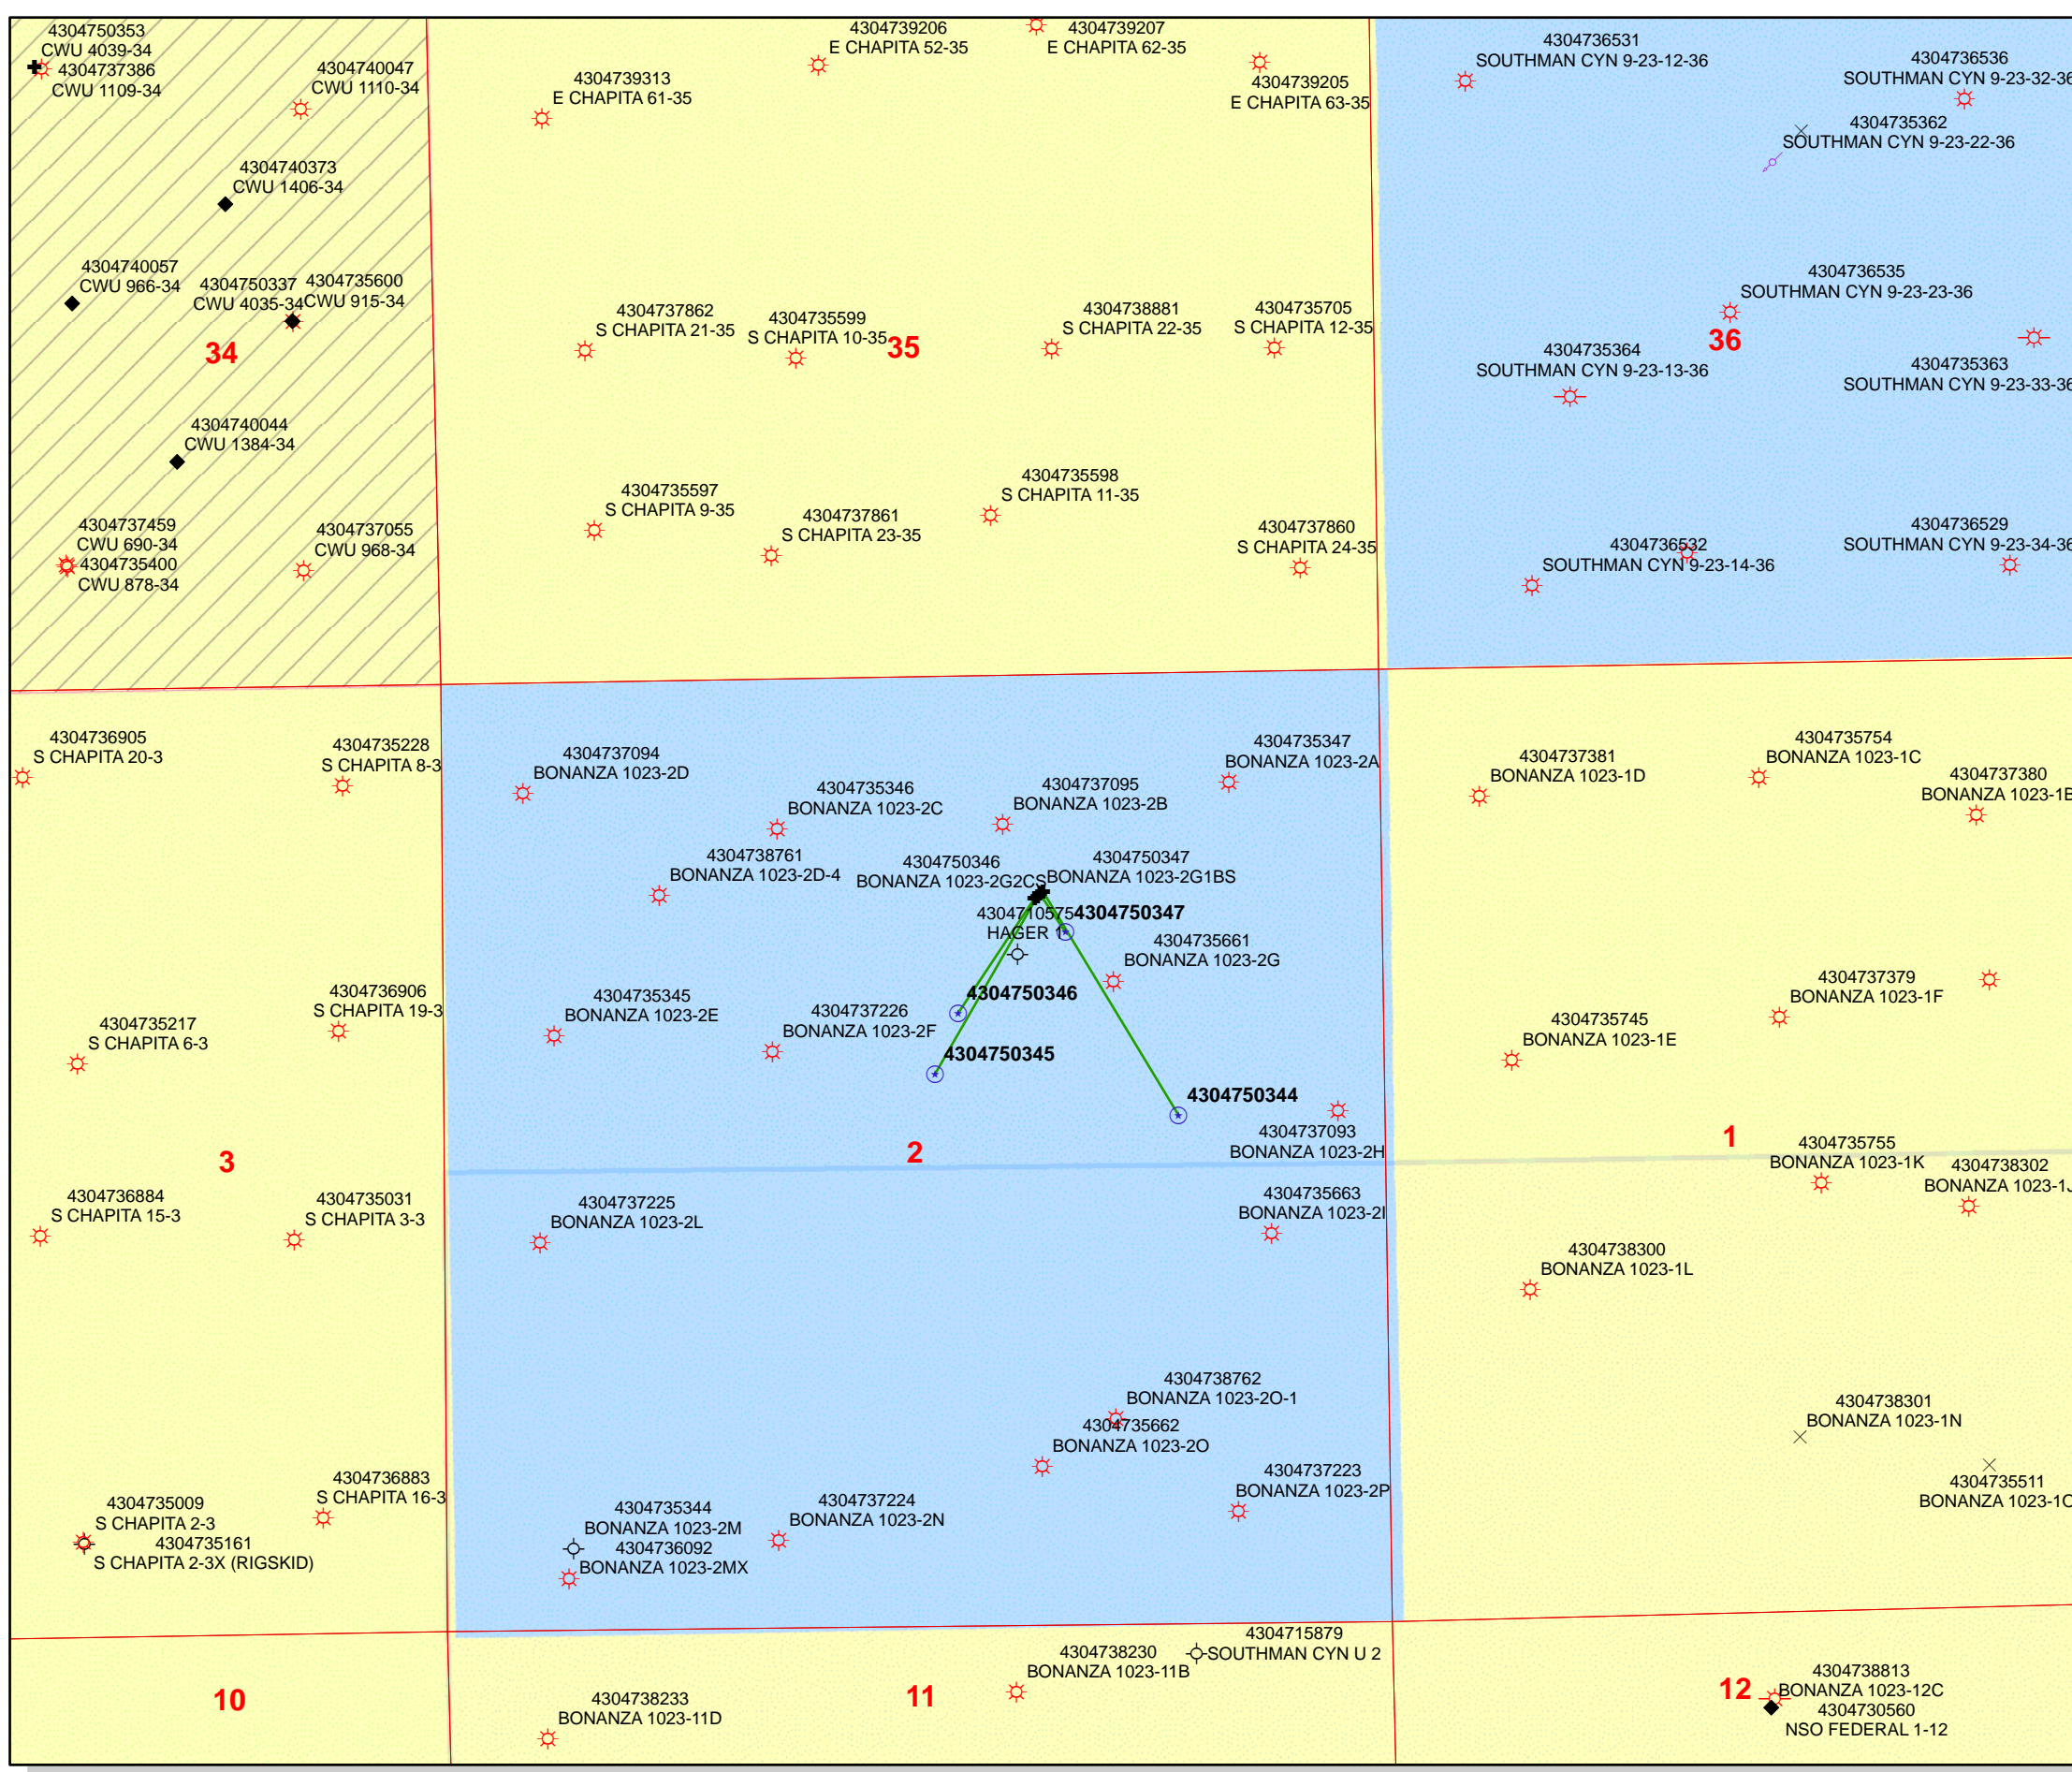 4304750353
CWU 4039-34
4304737386
CWU 1109-34
4304740047
CWU 1110-34
4304740373
CWU 1406-34
4304740057
CWU 966-34
4304750337
CWU 4035-34
4304735600
CWU 915-34
34
4304740044
CWU 1384-34
4304737459
CWU 690-34
4304735400
CWU 878-34
4304737055
CWU 968-34
4304739206
E CHAPITA 52-35
4304739207
E CHAPITA 62-35
4304739313
E CHAPITA 61-35
4304739205
E CHAPITA 63-35
4304737862
S CHAPITA 21-35
4304735599
S CHAPITA 10-35
35
4304738881
S CHAPITA 22-35
4304735705
S CHAPITA 12-35
4304735597
S CHAPITA 9-35
4304737861
S CHAPITA 23-35
4304735598
S CHAPITA 11-35
4304737860
S CHAPITA 24-35
4304736531
SOUTHMAN CYN 9-23-12-36
4304736536
SOUTHMAN CYN 9-23-32-36
4304735362
SOUTHMAN CYN 9-23-22-36
4304736535
SOUTHMAN CYN 9-23-23-36
36
4304735364
SOUTHMAN CYN 9-23-13-36
4304735363
SOUTHMAN CYN 9-23-33-36
4304736532
SOUTHMAN CYN 9-23-14-36
4304736529
SOUTHMAN CYN 9-23-34-36
4304736905
S CHAPITA 20-3
4304735228
S CHAPITA 8-3
4304736906
S CHAPITA 19-3
4304735217
S CHAPITA 6-3
3
4304736884
S CHAPITA 15-3
4304735031
S CHAPITA 3-3
4304736883
S CHAPITA 16-3
4304735009
S CHAPITA 2-3
4304735161
S CHAPITA 2-3X (RIGSKID)
4304737094
BONANZA 1023-2D
4304735346
BONANZA 1023-2C
4304737095
BONANZA 1023-2B
4304735347
BONANZA 1023-2A
4304738761
BONANZA 1023-2D-4
4304750346
BONANZA 1023-2G2CS
4304750347
BONANZA 1023-2G1BS
4304710575
HAGER 1
4304750347
4304735661
BONANZA 1023-2G
4304750346
4304735345
BONANZA 1023-2E
4304737226
BONANZA 1023-2F
4304750345
4304750344
4304737093
BONANZA 1023-2H
2
4304737225
BONANZA 1023-2L
4304735663
BONANZA 1023-2I
4304738762
BONANZA 1023-2O-1
4304735662
BONANZA 1023-2O
4304737223
BONANZA 1023-2P
4304735344
BONANZA 1023-2M
4304736092
BONANZA 1023-2MX
4304737224
BONANZA 1023-2N
4304737381
BONANZA 1023-1D
4304735754
BONANZA 1023-1C
4304737380
BONANZA 1023-1B
4304737379
BONANZA 1023-1F
4304735745
BONANZA 1023-1E
1
4304735755
BONANZA 1023-1K
4304738302
BONANZA 1023-1J
4304738300
BONANZA 1023-1L
4304738301
BONANZA 1023-1N
4304735511
BONANZA 1023-1O
10
4304738233
BONANZA 1023-11D
11
4304738230
BONANZA 1023-11B
4304715879
SOUTHMAN CYN U 2
12
4304738813
BONANZA 1023-12C
4304730560
NSO FEDERAL 1-12